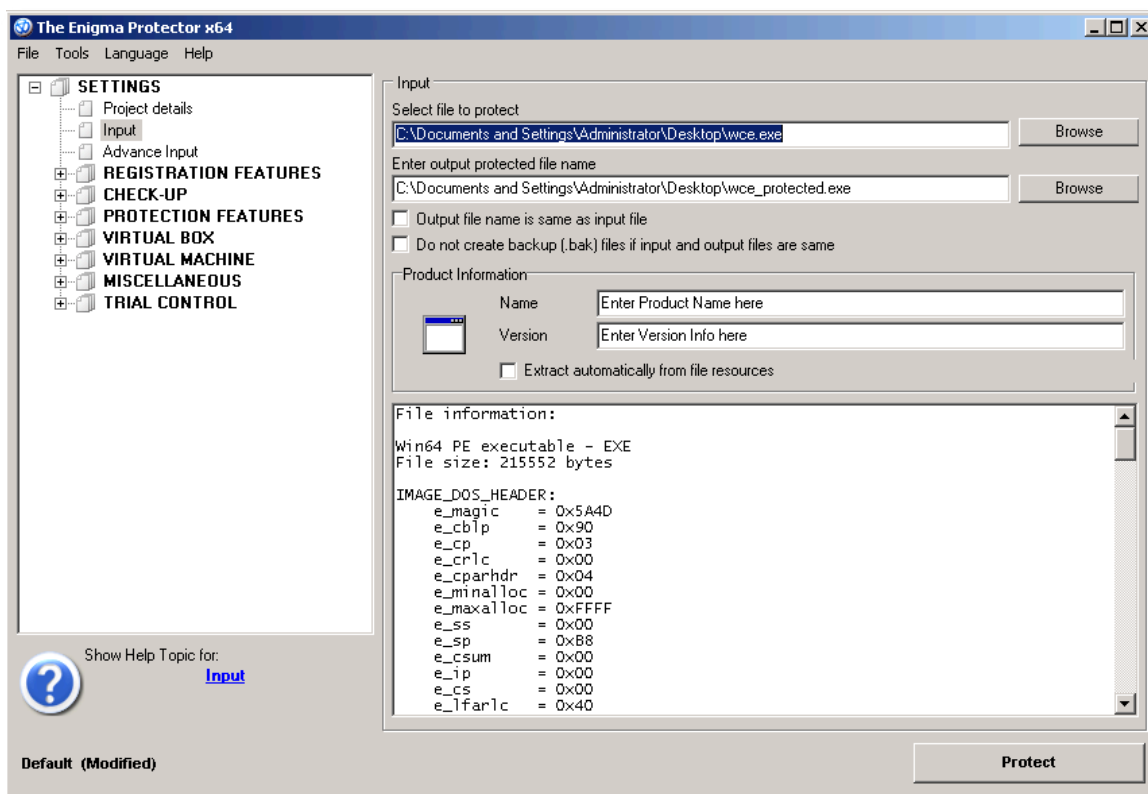 The Enigma Protector x64
File Tools Language Help
SETTINGS
Project details
Input
Advance Input
REGISTRATION FEATURES
CHECK-UP
PROTECTION FEATURES
VIRTUAL BOX
VIRTUAL MACHINE
MISCELLANEOUS
TRIAL CONTROL
Show Help Topic for:
Input
Input
Select file to protect
C:\Documents and Settings\Administrator\Desktop\wce.exe Browse
Enter output protected file name
C:\Documents and Settings\Administrator\Desktop\wce_protected.exe Browse
Output file name is same as input file
Do not create backup (.bak) files if input and output files are same
Product Information
Name Enter Product Name here
Version Enter Version Info here
Extract automatically from file resources
File information:
Win64 PE executable - EXE
File size: 215552 bytes
IMAGE_DOS_HEADER:
e_magic = 0x5A4D
e_cblp = 0x90
e_cp = 0x03
e_crlc = 0x00
e_cparhdr = 0x04
e_minalloc = 0x00
e_maxalloc = 0xFFFF
e_ss = 0x00
e_sp = 0xB8
e_csum = 0x00
e_ip = 0x00
e_cs = 0x00
e_lfarlc = 0x40
Default (Modified) Protect